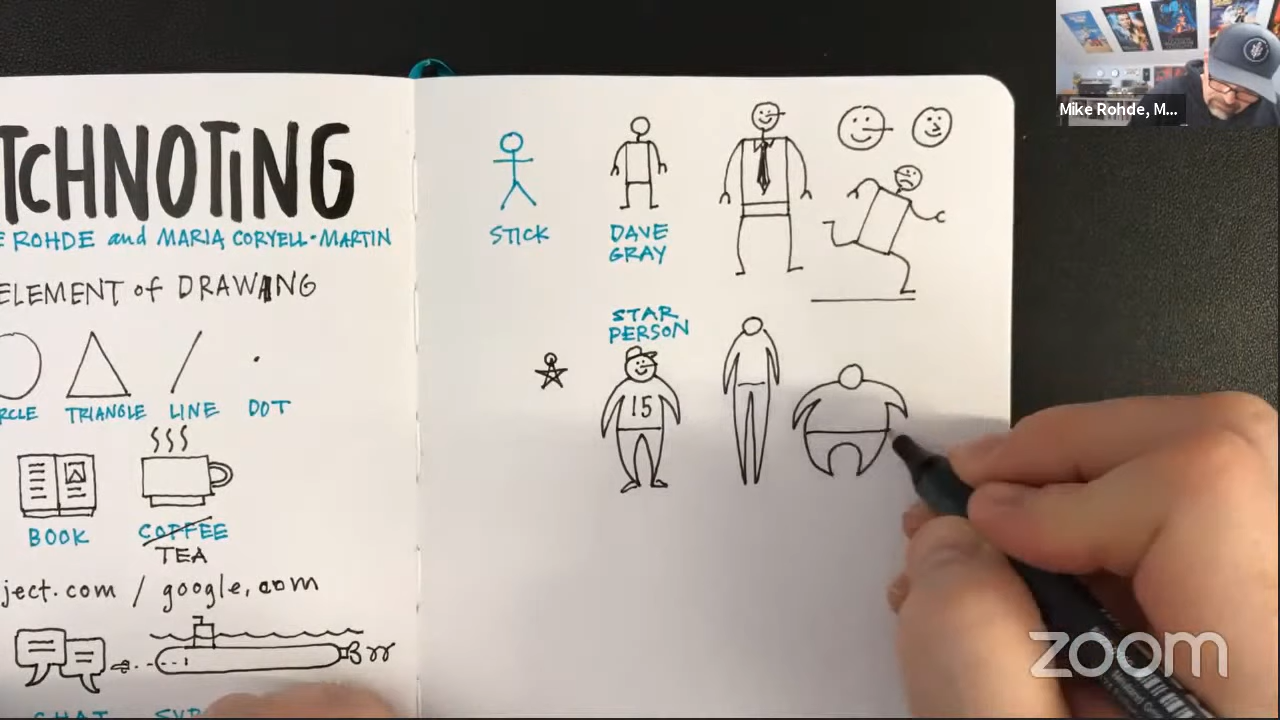 TCHNOTiNG
E ROHDE and MARIA CORYELL-MARTIN
ELEMENT of DRAWING
RCLE TRIANGLE LINE DOT
BOOK COFFEE
TEA
ject.com / google.com
CHAT
STICK
DAVE
GRAY
STAR
PERSON
15
Mike Rohde, M...
zoom